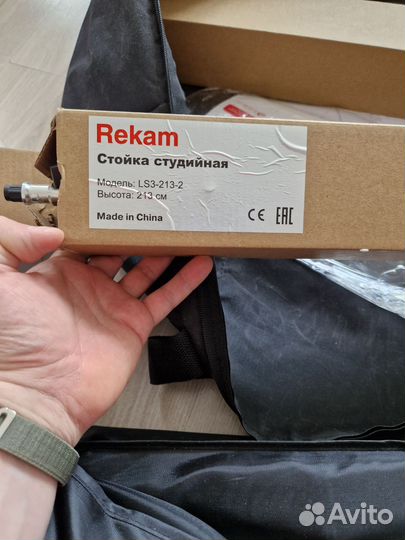 Rekam
Стойка студийная
Модель: LS3-213-2
Высота: 213 см
Made in China
CE EAC
Avito